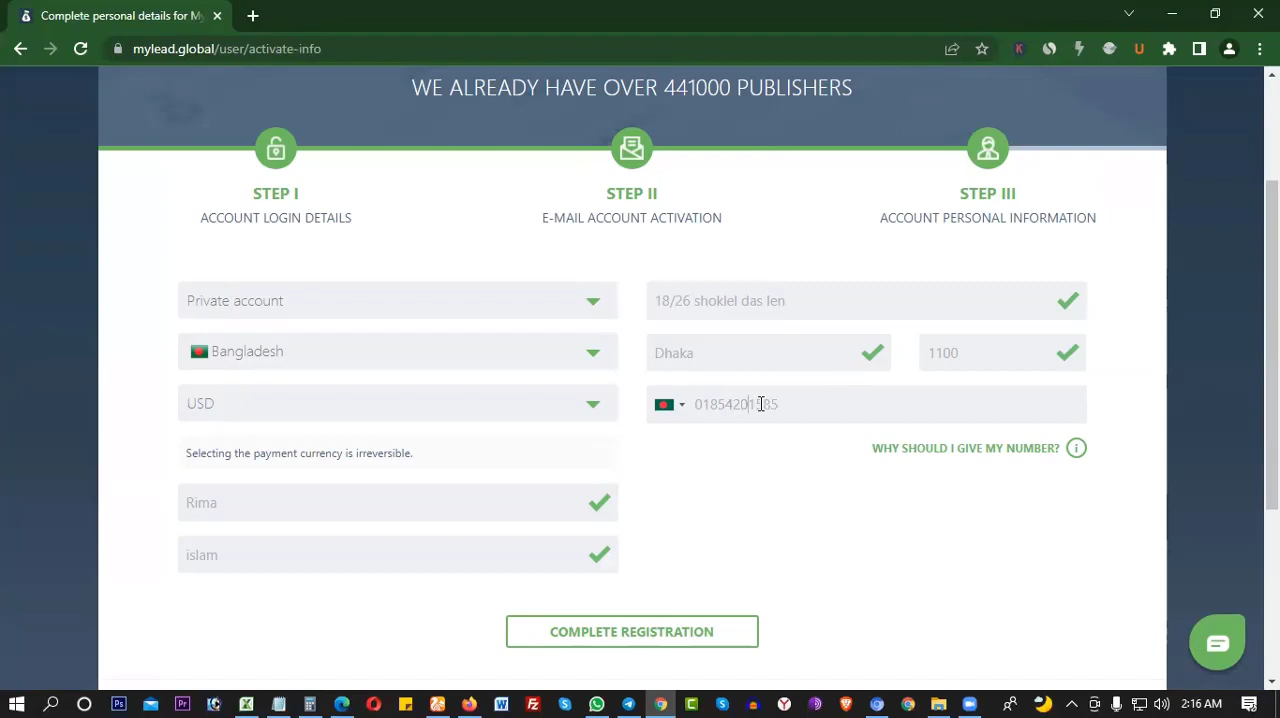 Complete personal details for My
mylead.global/user/activate-info
WE ALREADY HAVE OVER 441000 PUBLISHERS
STEP I
STEP II
STEP III
ACCOUNT LOGIN DETAILS
E-MAIL ACCOUNT ACTIVATION
ACCOUNT PERSONAL INFORMATION
Private account
18/26 shoklel das len
Bangladesh
Dhaka
1100
USD
WHY SHOULD I GIVE MY NUMBER?
Selecting the payment currency is irreversible.
Rima
islam
COMPLETE REGISTRATION
2:16 AM